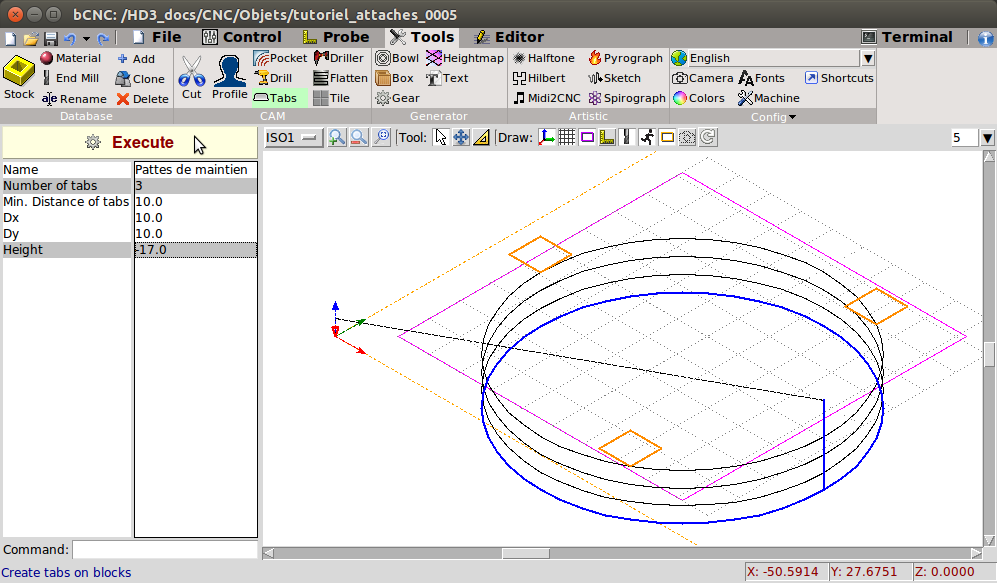 bCNC: /HD3_docs/CNC/Objets/tutoriel_attaches_0005
File Control Probe Tools Editor Terminal
Stock Material End Mill Rename Add Clone Delete
Database
Cut Profile Pocket Drill Tabs Driller Flatten Tile
CAM
Bowl Box Gear Heightmap Text
Generator
Halftone Hilbert Midi2CNC Pyrograph Sketch Spirograph
Artistic
English
Camera Fonts Shortcuts
Colors Machine
Config
Execute
ISO1 Tool: Draw: 5
Name Pattes de maintien
Number of tabs 3
Min. Distance of tabs 10.0
Dx 10.0
Dy 10.0
Height -17.0
Command:
Create tabs on blocks
X: -50.5914 Y: 27.6751 Z: 0.0000